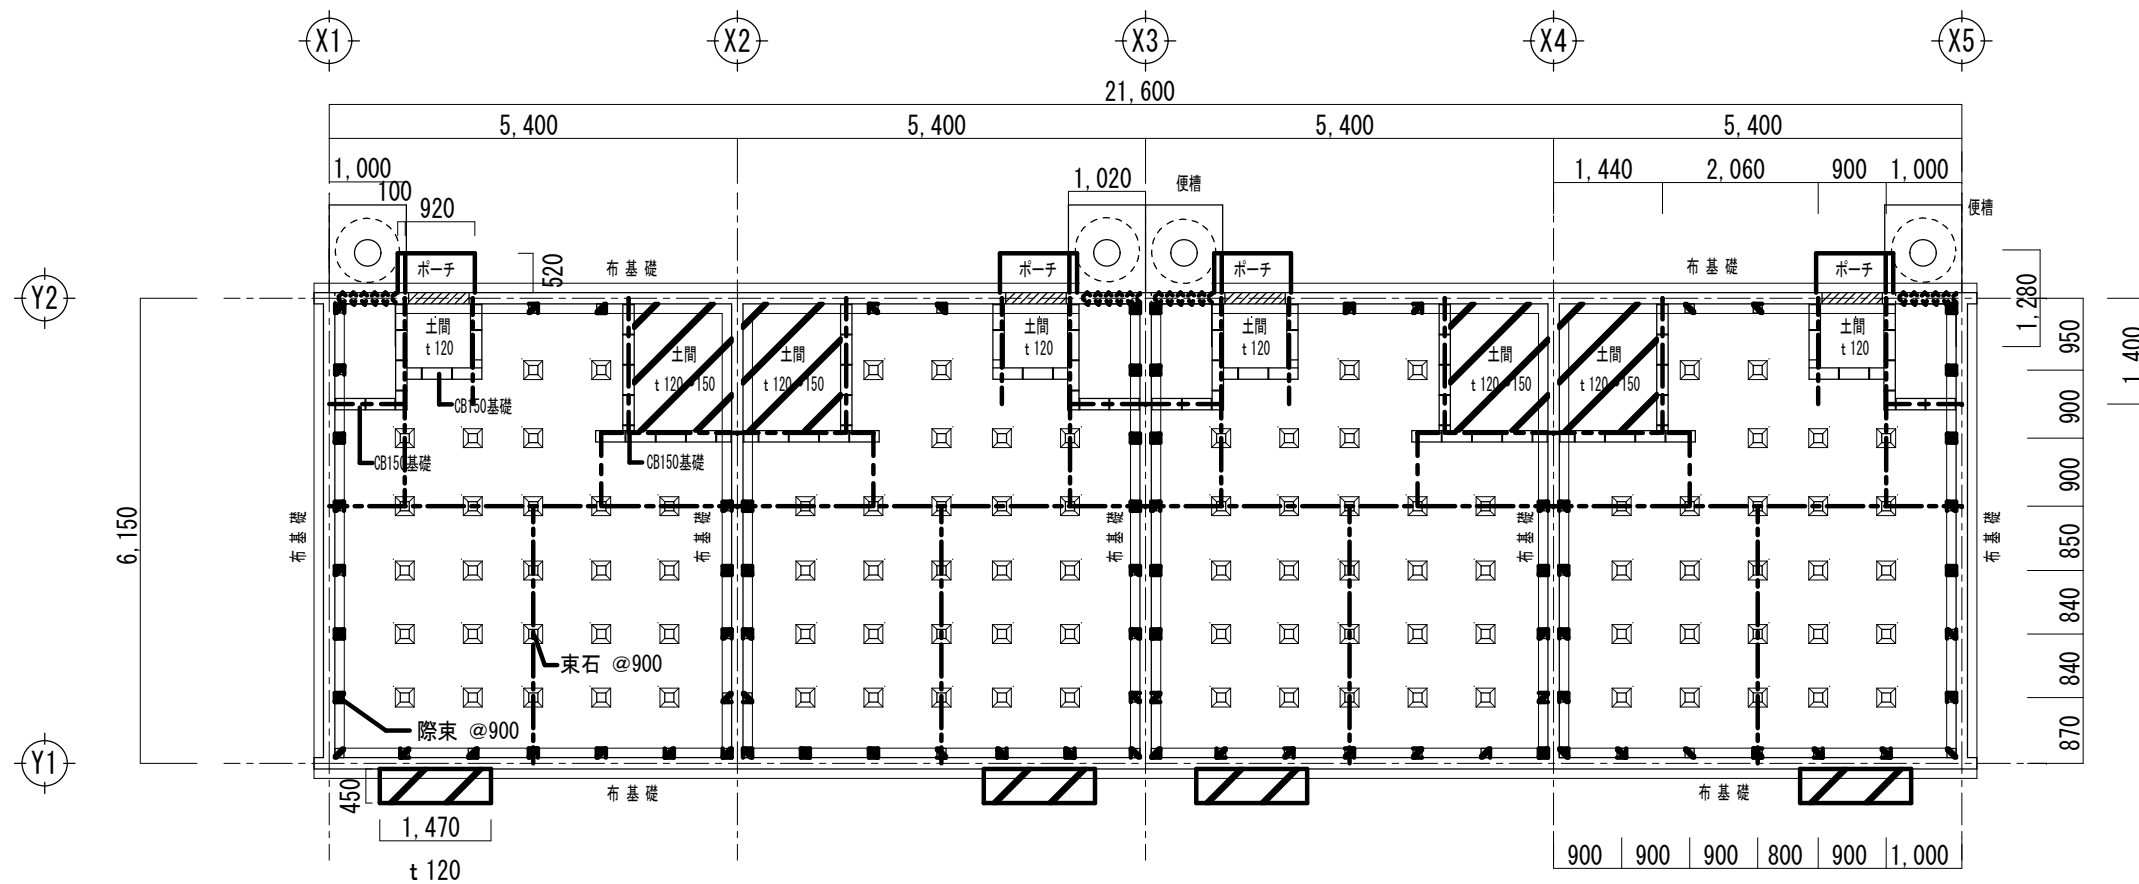 X1 X2 X3 X4 X5
21,600
5,400 5,400 5,400 5,400
1,000 1,020 便槽 1,440 2,060 900 1,000
100 920 便槽
ポーチ ポーチ ポーチ ポーチ
520 布基礎 布基礎
Y2
1,280
950
1,400
土間 土間 土間 土間
t 120 t 120 t 120 t 120
土間 土間 土間 土間
t 120~150 t 120~150 t 120~150 t 120~150
CB150基礎
CB150基礎 CB150基礎
900
900
布基礎 布基礎 布基礎 布基礎 布基礎
6,150
850
840
束石 @900
840
際束 @900
870
Y1
450 布基礎 布基礎
1,470
t 120
900 900 900 800 900 1,000